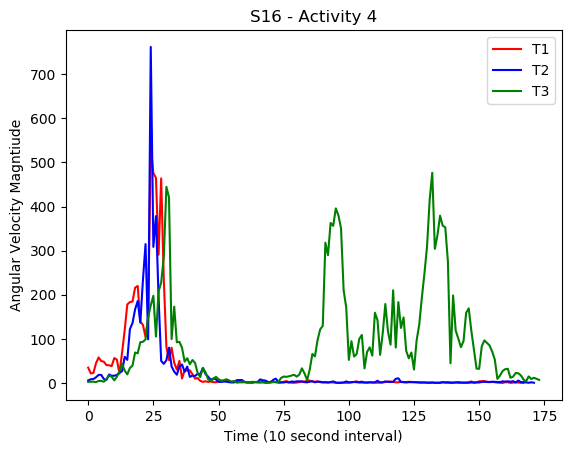 S16 - Activity 4
T1
T2
T3
Angular Velocity Magntiude
700
600
500
400
300
200
100
0
0 25 50 75 100 125 150 175
Time (10 second interval)